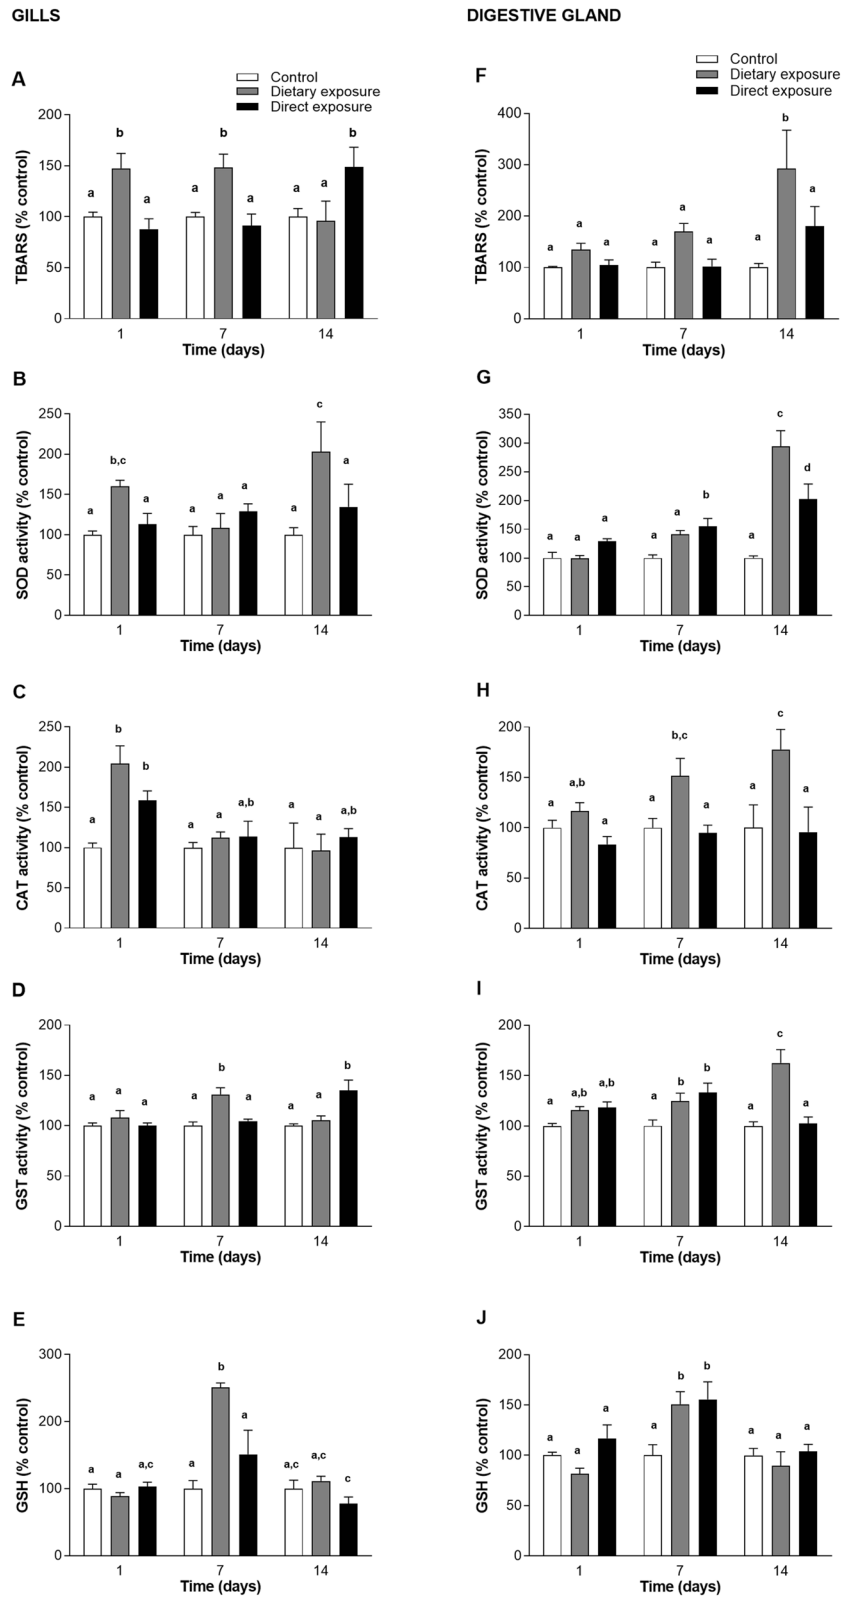 GILLS
DIGESTIVE GLAND
A
Control
Dietary exposure
Direct exposure
TBARS (% control)
200
150
100
50
0
a b a a b a a a b
1 7 14
Time (days)
F
Control
Dietary exposure
Direct exposure
TBARS (% control)
400
300
200
100
0
a a a a a a a b a
1 7 14
Time (days)
B
SOD activity (% control)
250
200
150
100
50
0
a b,c a a a a a c a
1 7 14
Time (days)
G
SOD activity (% control)
350
300
250
200
150
100
50
0
a a a a a b a c d
1 7 14
Time (days)
C
CAT activity (% control)
250
200
150
100
50
0
a b b a a a,b a a a,b
1 7 14
Time (days)
H
CAT activity (% control)
200
150
100
50
0
a a,b a a b,c a a c a
1 7 14
Time (days)
D
GST activity (% control)
200
150
100
50
0
a a a a b a a a b
1 7 14
Time (days)
I
GST activity (% control)
200
150
100
50
0
a a,b a,b a b b a c a
1 7 14
Time (days)
E
GSH (% control)
300
200
100
0
a a a,c a b a a,c a,c c
1 7 14
Time (days)
J
GSH (% control)
200
150
100
50
0
a a a a b b a a a
1 7 14
Time (days)